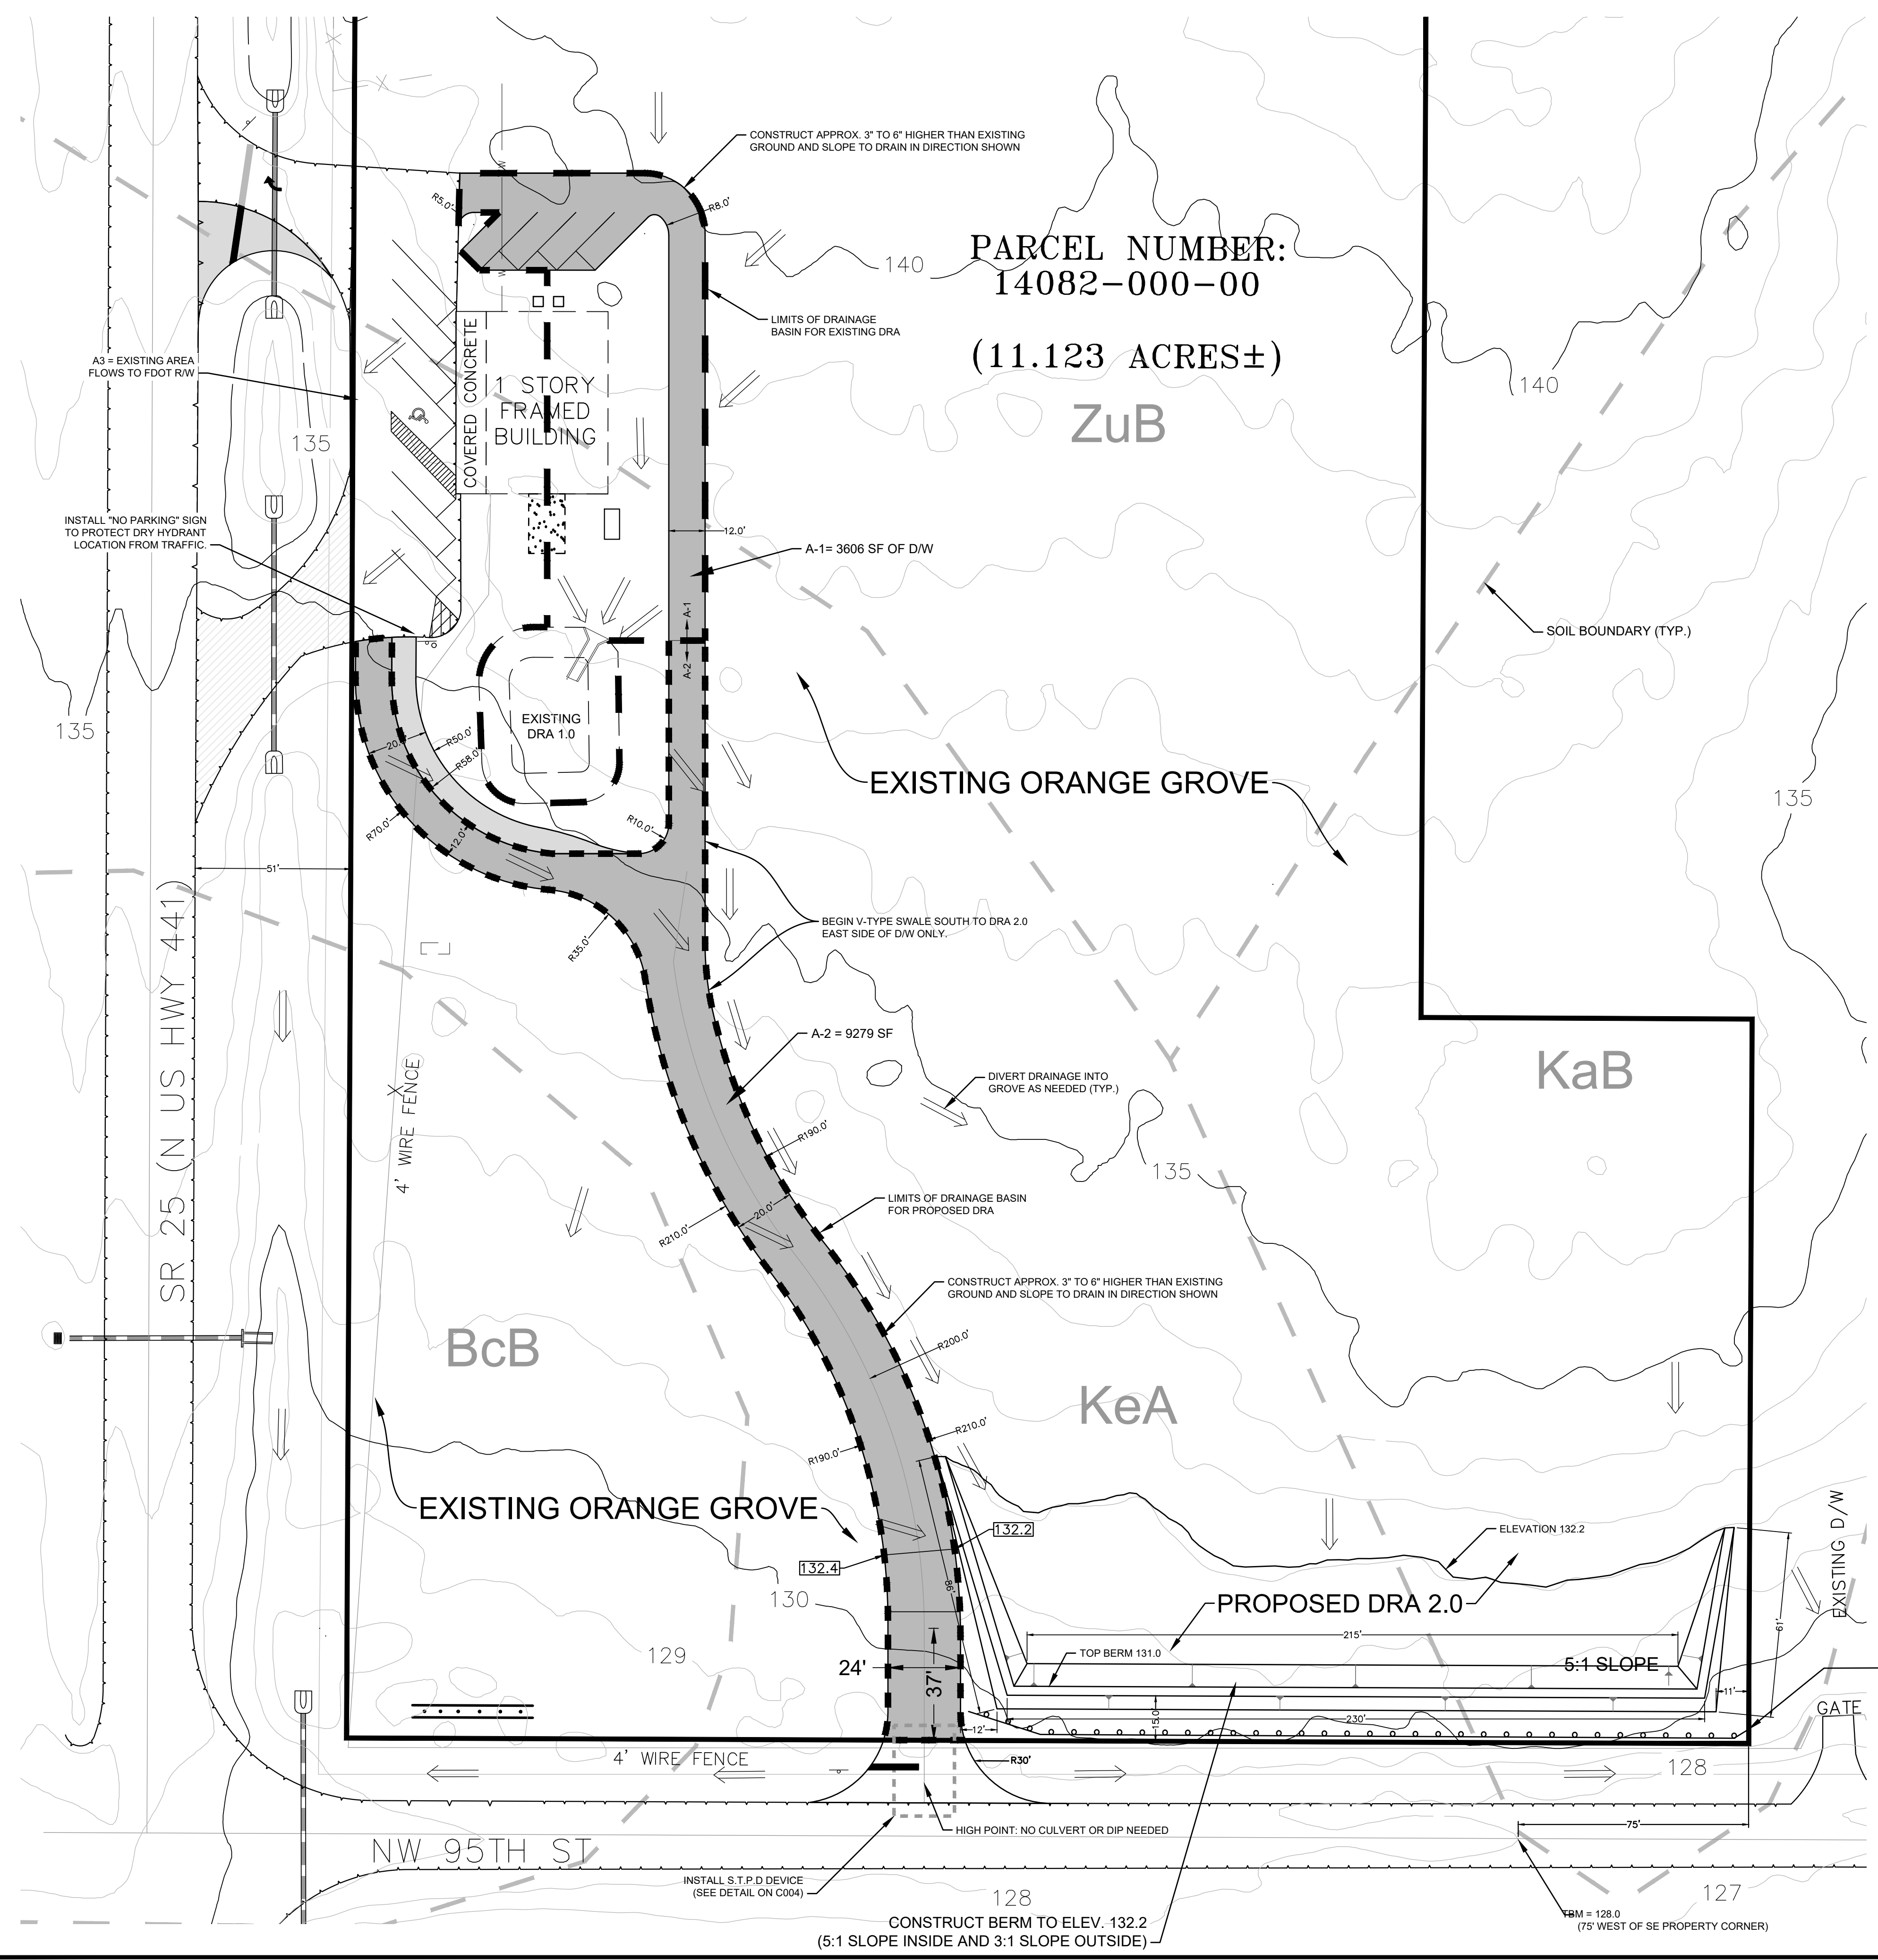 CONSTRUCT APPROX. 3" TO 6" HIGHER THAN EXISTING
GROUND AND SLOPE TO DRAIN IN DIRECTION SHOWN
W
R5.0'
R8.0'
PARCEL NUMBER:
14082-000-00
(11.123 ACRES±)
140
W
LIMITS OF DRAINAGE
BASIN FOR EXISTING DRA
A3 = EXISTING AREA
FLOWS TO FDOT R/W
COVERED CONCRETE
1 STORY
FRAMED
BUILDING
140
ZuB
135
INSTALL "NO PARKING" SIGN
TO PROTECT DRY HYDRANT
LOCATION FROM TRAFFIC.
12.0'
A-1= 3606 SF OF D/W
A-1
A-2
SOIL BOUNDARY (TYP.)
135
EXISTING
DRA 1.0
20.0'
R50.0'
R58.0'
EXISTING ORANGE GROVE
135
R70.0'
12.0'
R10.0'
51'
SR 25 (N US HWY 441)
BEGIN V-TYPE SWALE SOUTH TO DRA 2.0
EAST SIDE OF D/W ONLY.
R35.0'
A-2 = 9279 SF
KaB
X
4' WIRE FENCE
DIVERT DRAINAGE INTO
GROVE AS NEEDED (TYP.)
R190.0'
135
LIMITS OF DRAINAGE BASIN
FOR PROPOSED DRA
20.0'
R210.0'
CONSTRUCT APPROX. 3" TO 6" HIGHER THAN EXISTING
GROUND AND SLOPE TO DRAIN IN DIRECTION SHOWN
BcB
R200.0'
KeA
R210.0'
R190.0'
EXISTING ORANGE GROVE
132.2
ELEVATION 132.2
EXISTING D/W
132.4
86'
130
PROPOSED DRA 2.0
61'
215'
129
TOP BERM 131.0
24'
37'
5:1 SLOPE
11'
15.0'
230'
12'
GATE
4' WIRE FENCE
R30'
128
HIGH POINT: NO CULVERT OR DIP NEEDED
75'
NW 95TH ST
INSTALL S.T.P.D DEVICE
(SEE DETAIL ON C004)
128
127
CONSTRUCT BERM TO ELEV. 132.2
(5:1 SLOPE INSIDE AND 3:1 SLOPE OUTSIDE)
TBM = 128.0
(75' WEST OF SE PROPERTY CORNER)